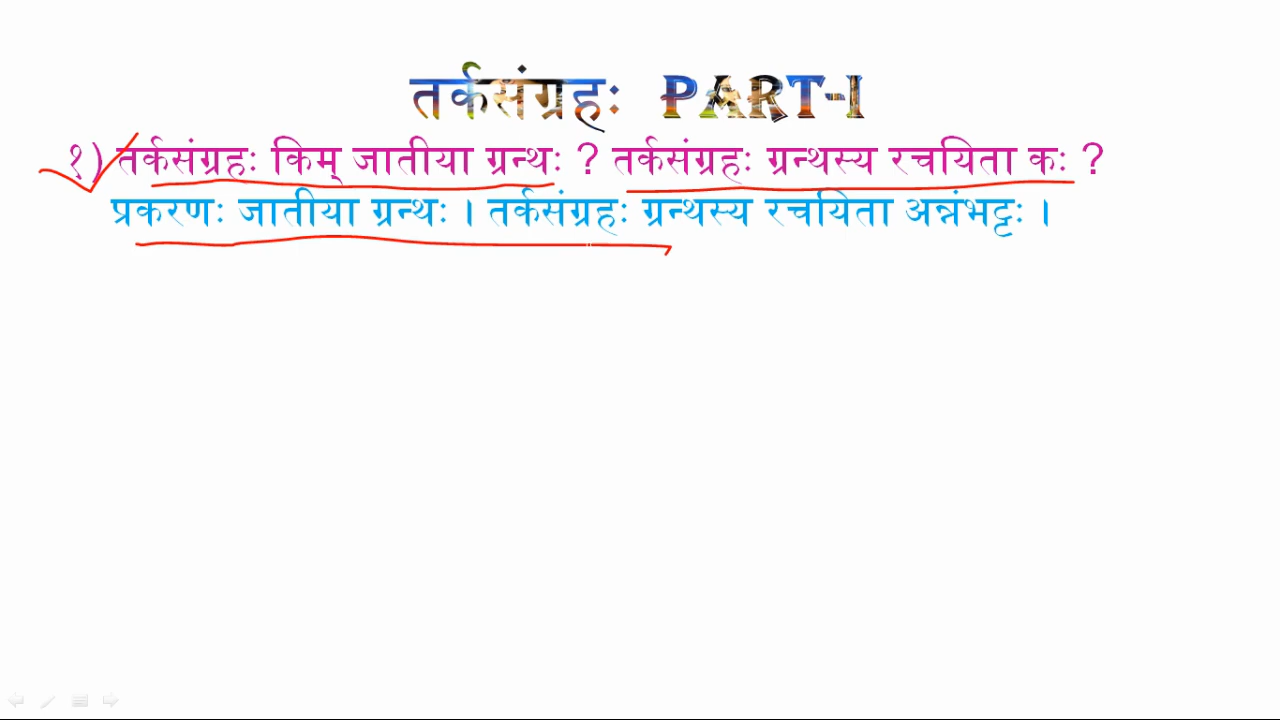 तर्कसंग्रहः PART-I
१) तर्कसंग्रहः किम् जातीया ग्रन्थः ? तर्कसंग्रहः ग्रन्थस्य रचयिता कः ?
प्रकरणः जातीया ग्रन्थः । तर्कसंग्रहः ग्रन्थस्य रचयिता अन्नंभट्टः ।